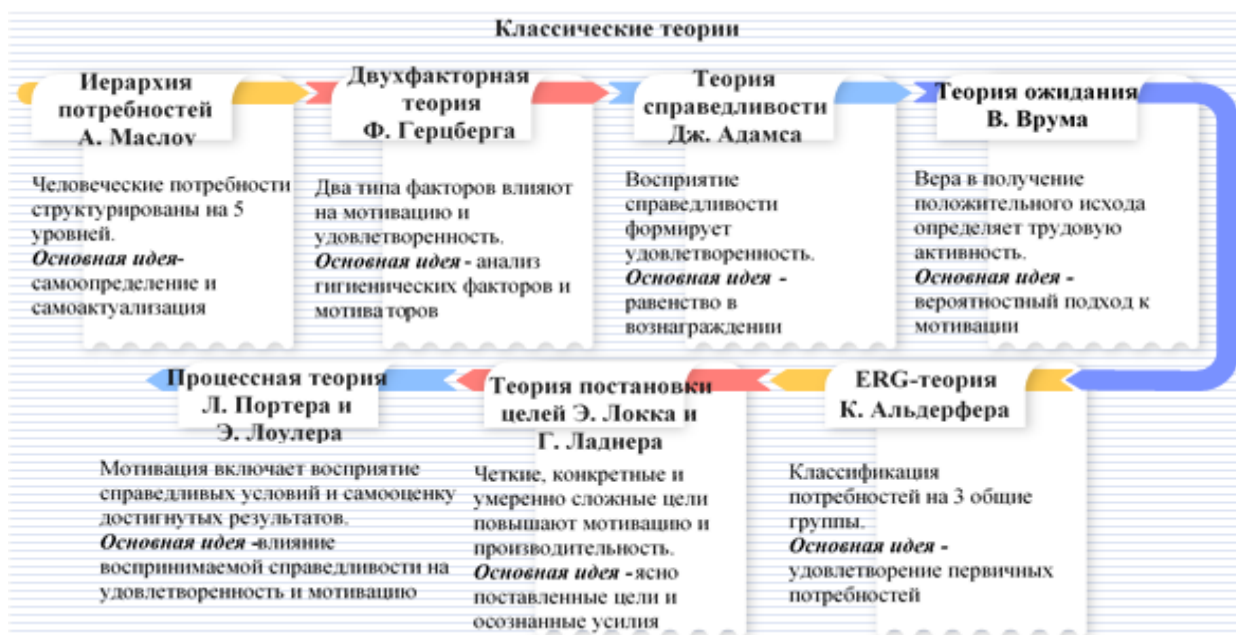 Классические теории
Иерархия
потребностей
А. Маслоу
Человеческие потребности
структурированы на 5
уровней.
Основная идея-
самоопределение и
самоактуализация
Двухфакторная
теория
Ф. Герцберга
Два типа факторов влияют
на мотивацию и
удовлетворенность.
Основная идея - анализ
гигиенических факторов и
мотиваторов
Теория
справедливости
Дж. Адамса
Восприятие
справедливости
формирует
удовлетворенность.
Основная идея -
равенство в
вознаграждении
Теория ожидания
В. Врума
Вера в получение
положительного исхода
определяет трудовую
активность.
Основная идея -
вероятностный подход к
мотивации
ERG-теория
К. Альдерфера
Классификация
потребностей на 3 общие
группы.
Основная идея -
удовлетворение первичных
потребностей
Теория постановки
целей Э. Локка и
Г. Ладнера
Четкие, конкретные и
умеренно сложные цели
повышают мотивацию и
производительность.
Основная идея -ясно
поставленные цели и
осознанные усилия
Процессная теория
Л. Портера и
Э. Лоулера
Мотивация включает восприятие
справедливых условий и самооценку
достигнутых результатов.
Основная идея -влияние
воспринимаемой справедливости на
удовлетворенность и мотивацию